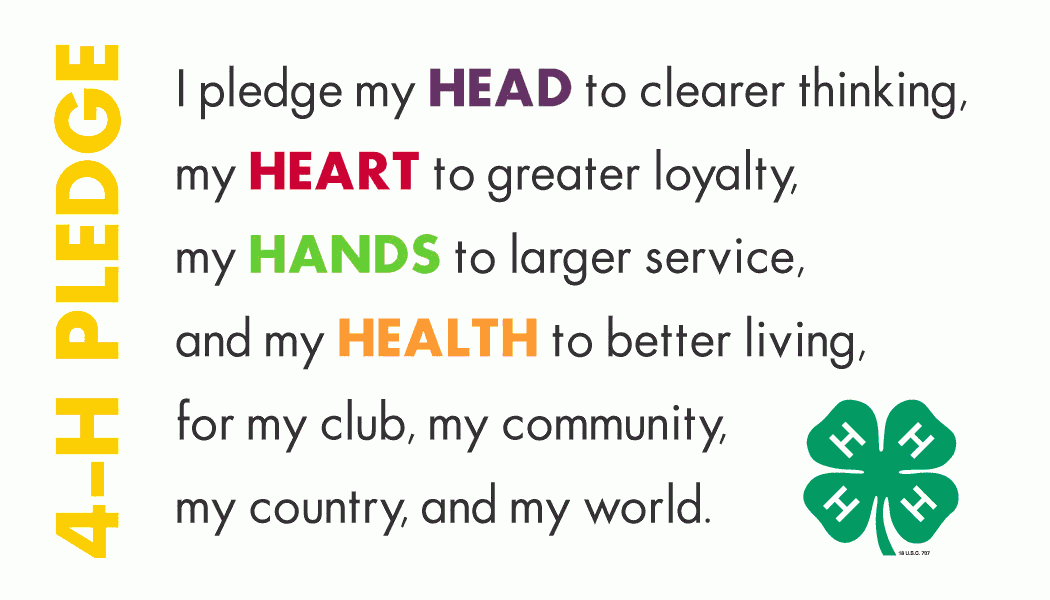 4-H PLEDGE
I pledge my HEAD to clearer thinking,
my HEART to greater loyalty,
my HANDS to larger service,
and my HEALTH to better living,
for my club, my community,
my country, and my world.
H H
H H
18 U.S.C. 707